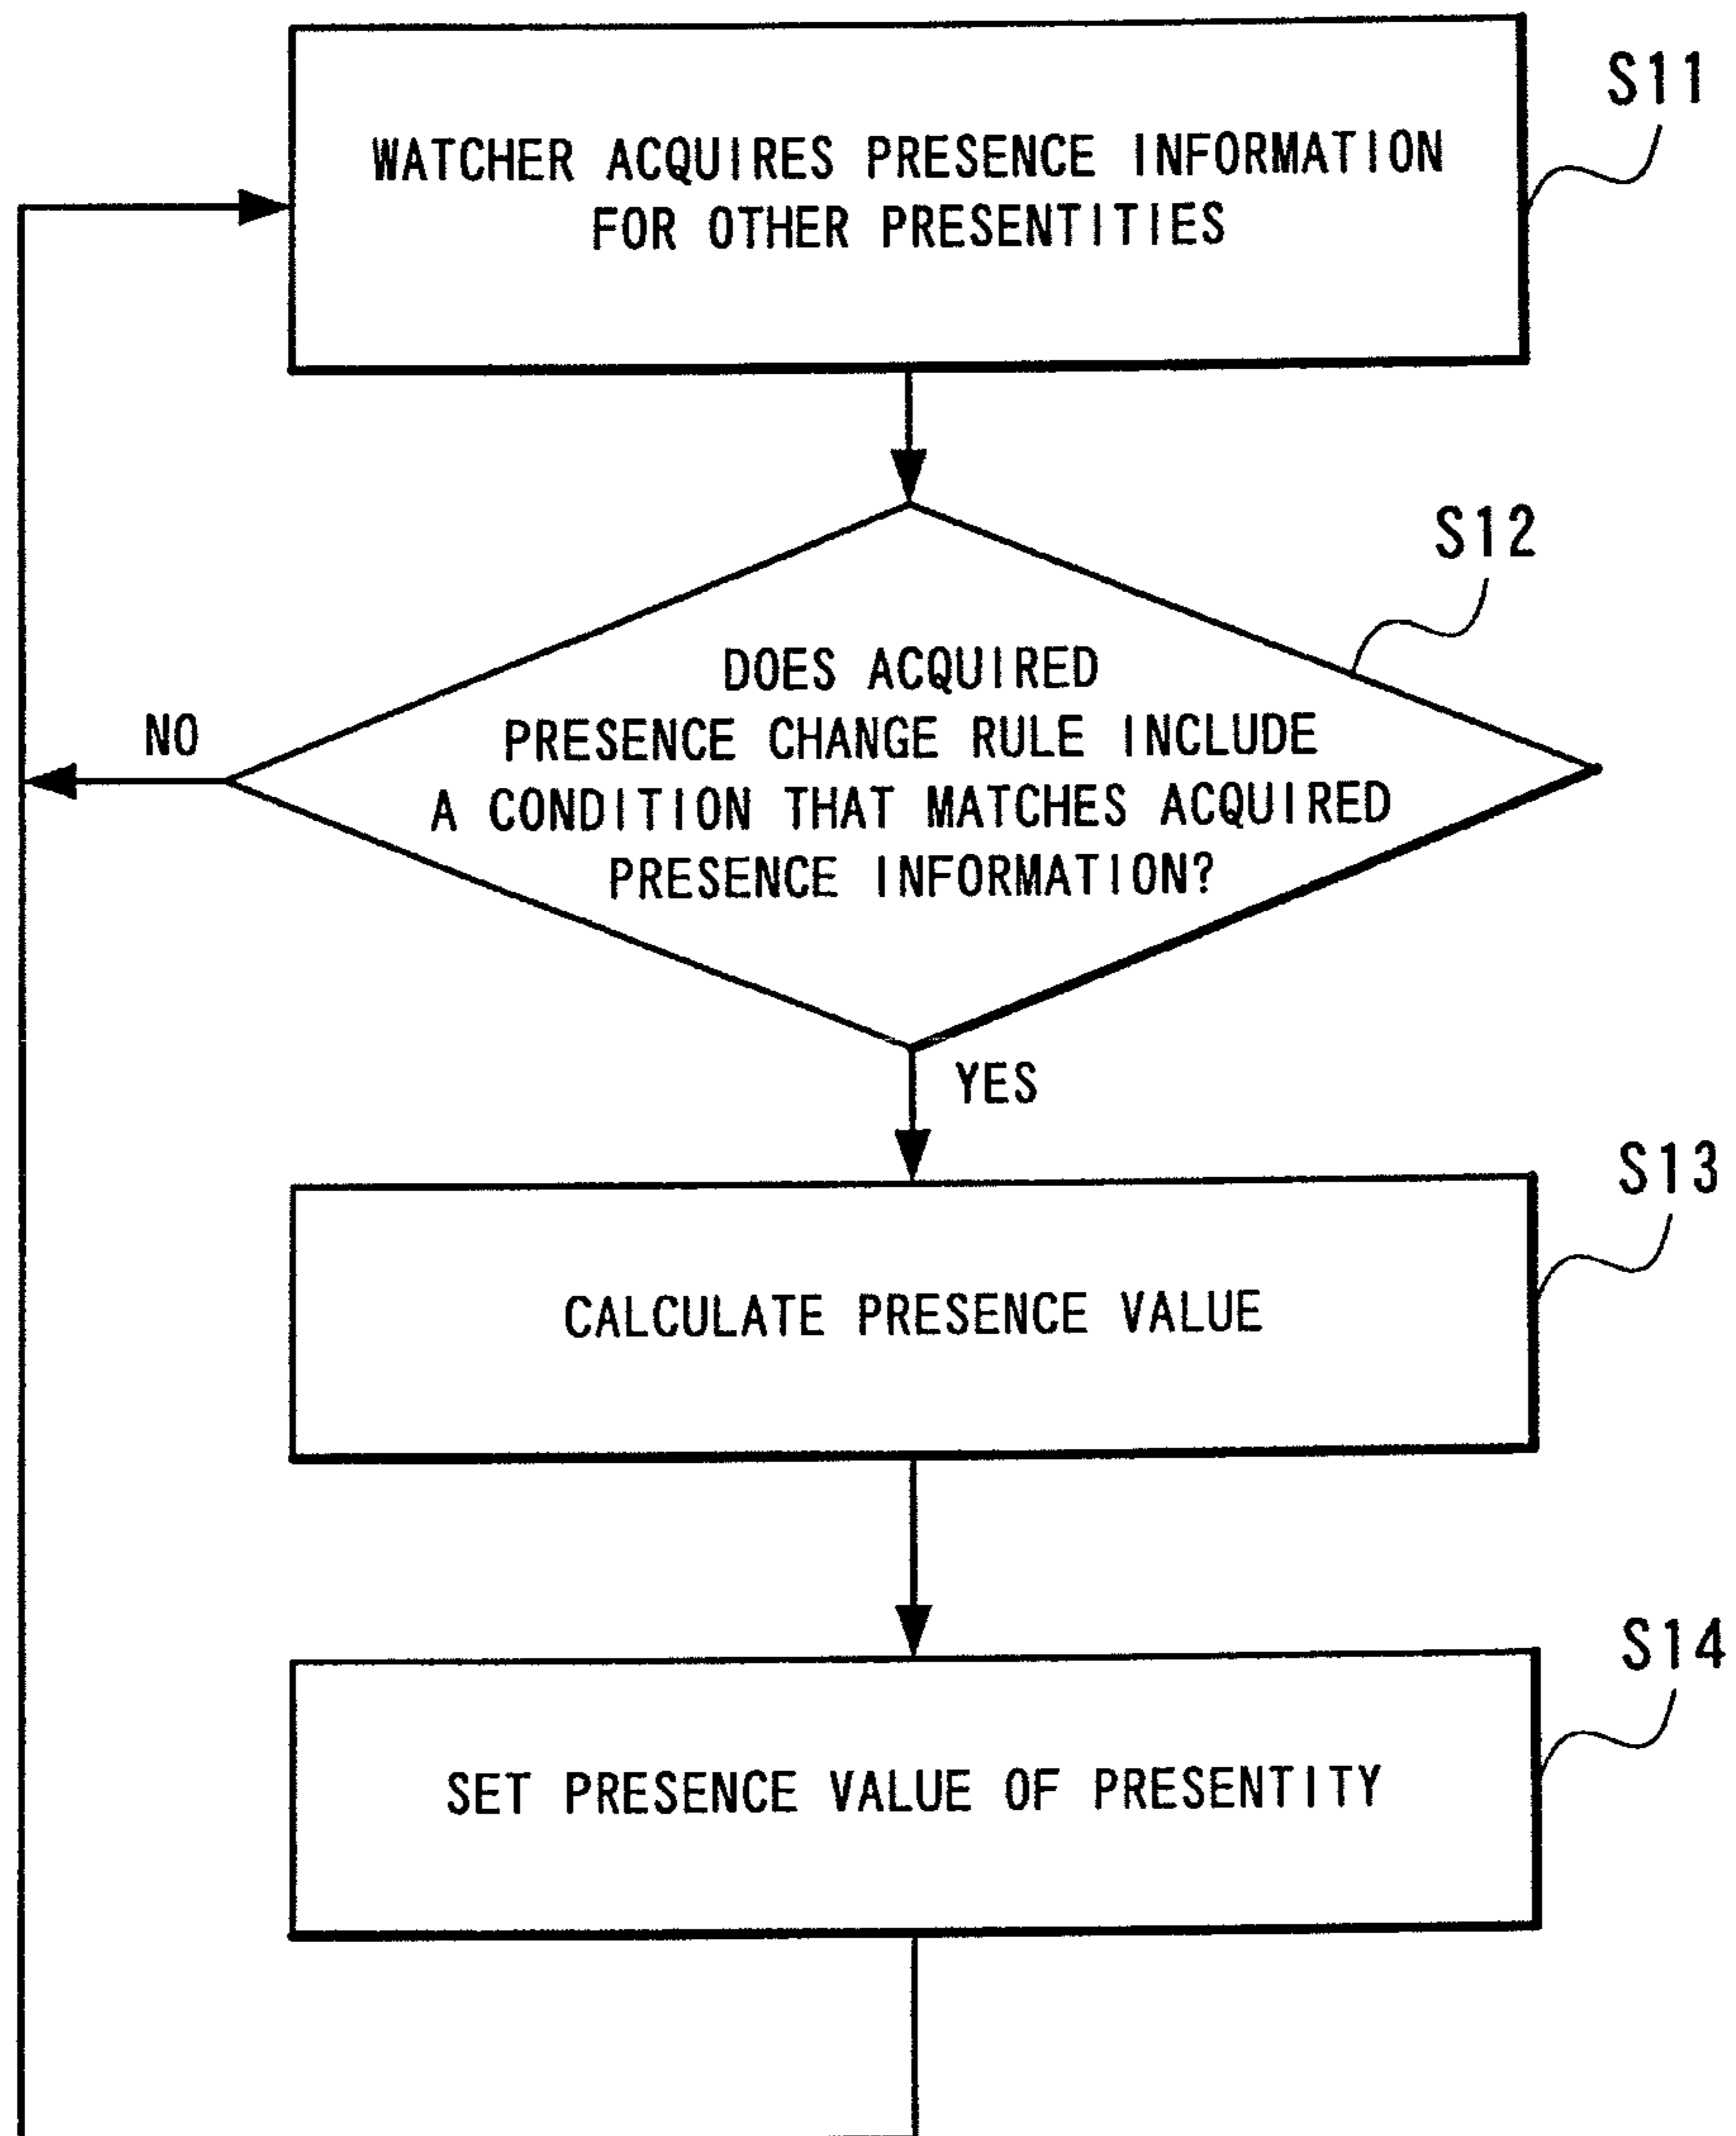 S11
WATCHER ACQUIRES PRESENCE INFORMATION
FOR OTHER PRESENTITIES
S12
DOES ACQUIRED
PRESENCE CHANGE RULE INCLUDE
A CONDITION THAT MATCHES ACQUIRED
PRESENCE INFORMATION?
NO
YES
S13
CALCULATE PRESENCE VALUE
S14
SET PRESENCE VALUE OF PRESENTITY